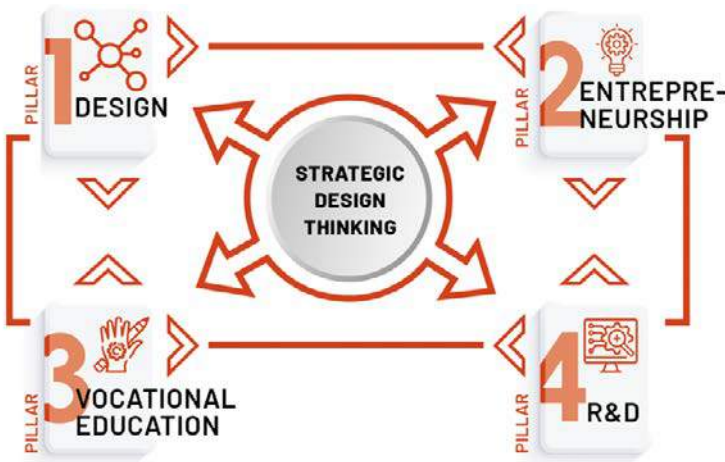 PILLAR
1
DESIGN
PILLAR
2
ENTREPRE-
NEURSHIP
STRATEGIC
DESIGN
THINKING
PILLAR
3
VOCATIONAL
EDUCATION
PILLAR
4
R&D